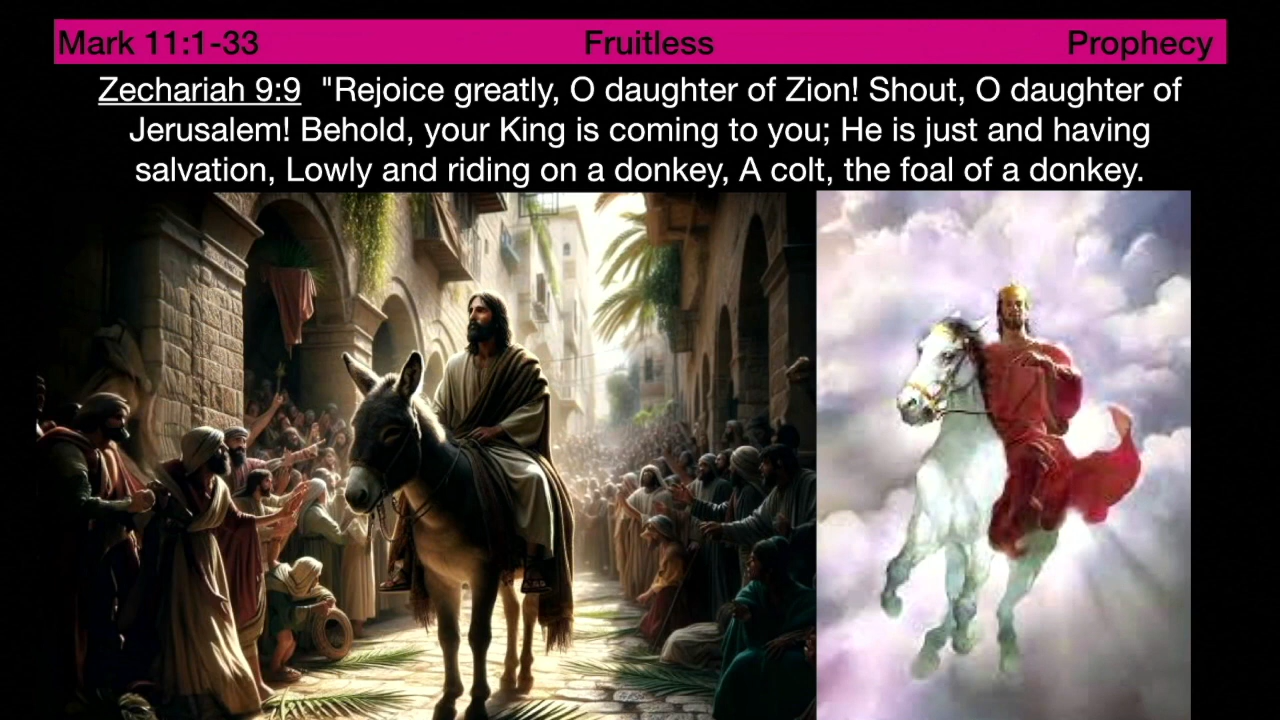 Mark 11:1-33 Fruitless Prophecy
Zechariah 9:9 "Rejoice greatly, O daughter of Zion! Shout, O daughter of
Jerusalem! Behold, your King is coming to you; He is just and having
salvation, Lowly and riding on a donkey, A colt, the foal of a donkey.